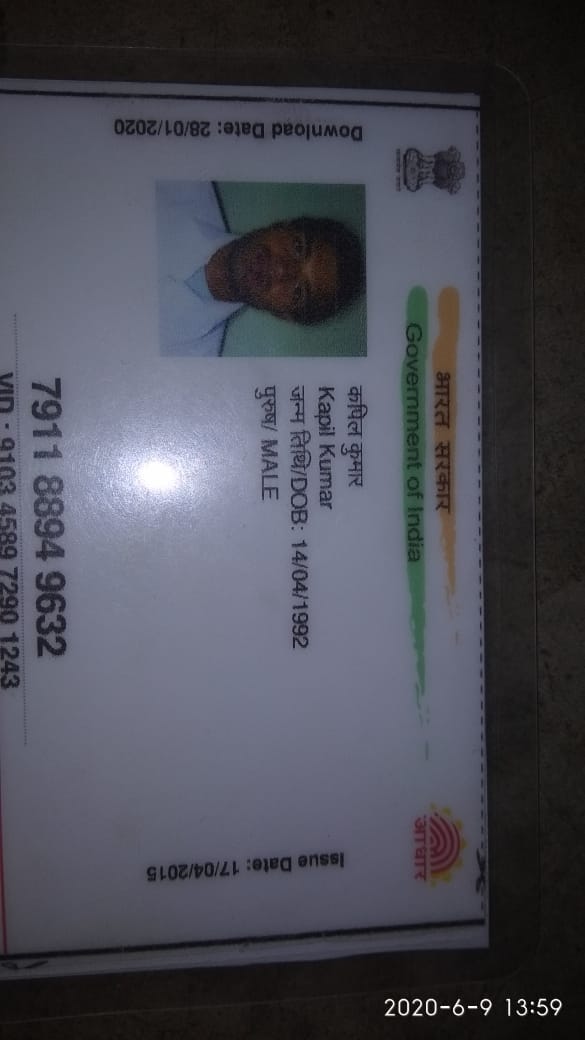 भारत सरकार
Government of India
Download Date: 28/01/2020
कपिल कुमार
Kapil Kumar
जन्म तिथि/DOB: 14/04/1992
पुरुष/ MALE
Issue Date: 17/04/2015
आधार
7911 8894 9632
VID : 9103 4589 7290 1243
2020-6-9 13:59